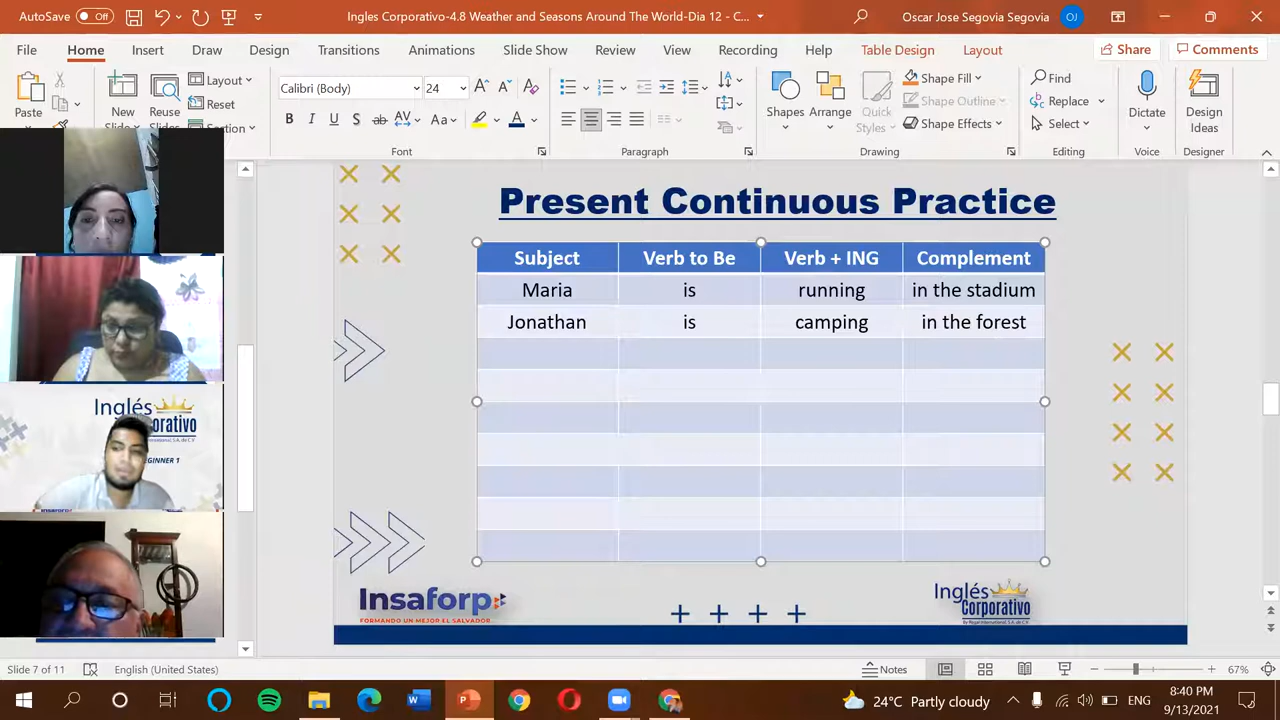 AutoSave Off Ingles Corporativo-4.8 Weather and Seasons Around The World-Dia 12 - C... Oscar Jose Segovia Segovia OJ
File Home Insert Draw Design Transitions Animations Slide Show Review View Recording Help Table Design Layout Share Comments
Paste New Reuse Layout Reset Section Calibri (Body) 24 Shapes Arrange Quick Styles Shape Fill Shape Outline Shape Effects Find Replace Select Dictate Design Ideas
Font Paragraph Drawing Editing Voice Designer
Present Continuous Practice
Subject Verb to Be Verb + ING Complement
Maria is running in the stadium
Jonathan is camping in the forest
Inglés
Insaforp
FORMANDO UN MEJOR EL SALVADOR
Inglés
Corporativo
Slide 7 of 11 English (United States) Notes 67%
24°C Partly cloudy ENG 8:40 PM
9/13/2021